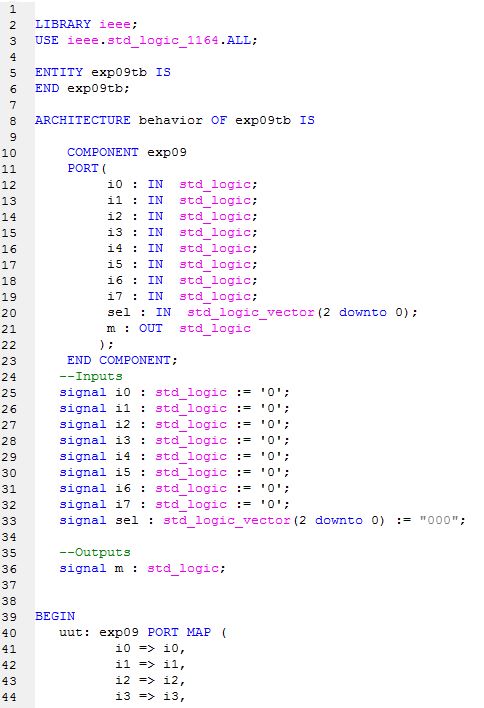 1
2 LIBRARY ieee;
3 USE ieee.std_logic_1164.ALL;
4
5 ENTITY exp09tb IS
6 END exp09tb;
7
8 ARCHITECTURE behavior OF exp09tb IS
9
10     COMPONENT exp09
11     PORT(
12          i0 : IN  std_logic;
13          i1 : IN  std_logic;
14          i2 : IN  std_logic;
15          i3 : IN  std_logic;
16          i4 : IN  std_logic;
17          i5 : IN  std_logic;
18          i6 : IN  std_logic;
19          i7 : IN  std_logic;
20          sel : IN  std_logic_vector(2 downto 0);
21          m : OUT  std_logic
22         );
23     END COMPONENT;
24    --Inputs
25    signal i0 : std_logic := '0';
26    signal i1 : std_logic := '0';
27    signal i2 : std_logic := '0';
28    signal i3 : std_logic := '0';
29    signal i4 : std_logic := '0';
30    signal i5 : std_logic := '0';
31    signal i6 : std_logic := '0';
32    signal i7 : std_logic := '0';
33    signal sel : std_logic_vector(2 downto 0) := "000";
34
35    --Outputs
36    signal m : std_logic;
37
38
39 BEGIN
40    uut: exp09 PORT MAP (
41           i0 => i0,
42           i1 => i1,
43           i2 => i2,
44           i3 => i3,